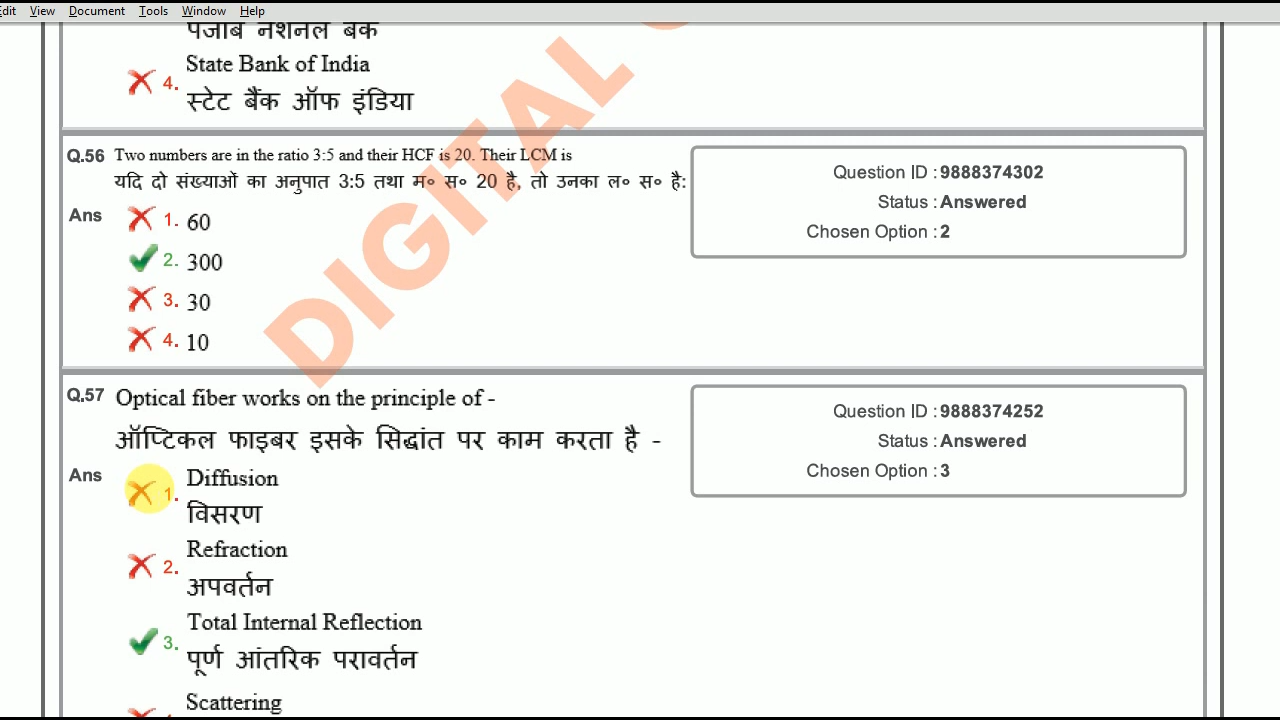 Edit View Document Tools Window Help
पंजाब नेशनल बैंक
4. State Bank of India
स्टेट बैंक ऑफ इंडिया
DIGITAL
Q.56 Two numbers are in the ratio 3:5 and their HCF is 20. Their LCM is
यदि दो संख्याओं का अनुपात 3:5 तथा म॰ स॰ 20 है, तो उनका ल॰ स॰ है:
Question ID : 9888374302
Status : Answered
Chosen Option : 2
Ans 1. 60
2. 300
3. 30
4. 10
Q.57 Optical fiber works on the principle of -
ऑप्टिकल फाइबर इसके सिद्धांत पर काम करता है -
Question ID : 9888374252
Status : Answered
Chosen Option : 3
Ans 1. Diffusion
विसरण
2. Refraction
अपवर्तन
3. Total Internal Reflection
पूर्ण आंतरिक परावर्तन
Scattering